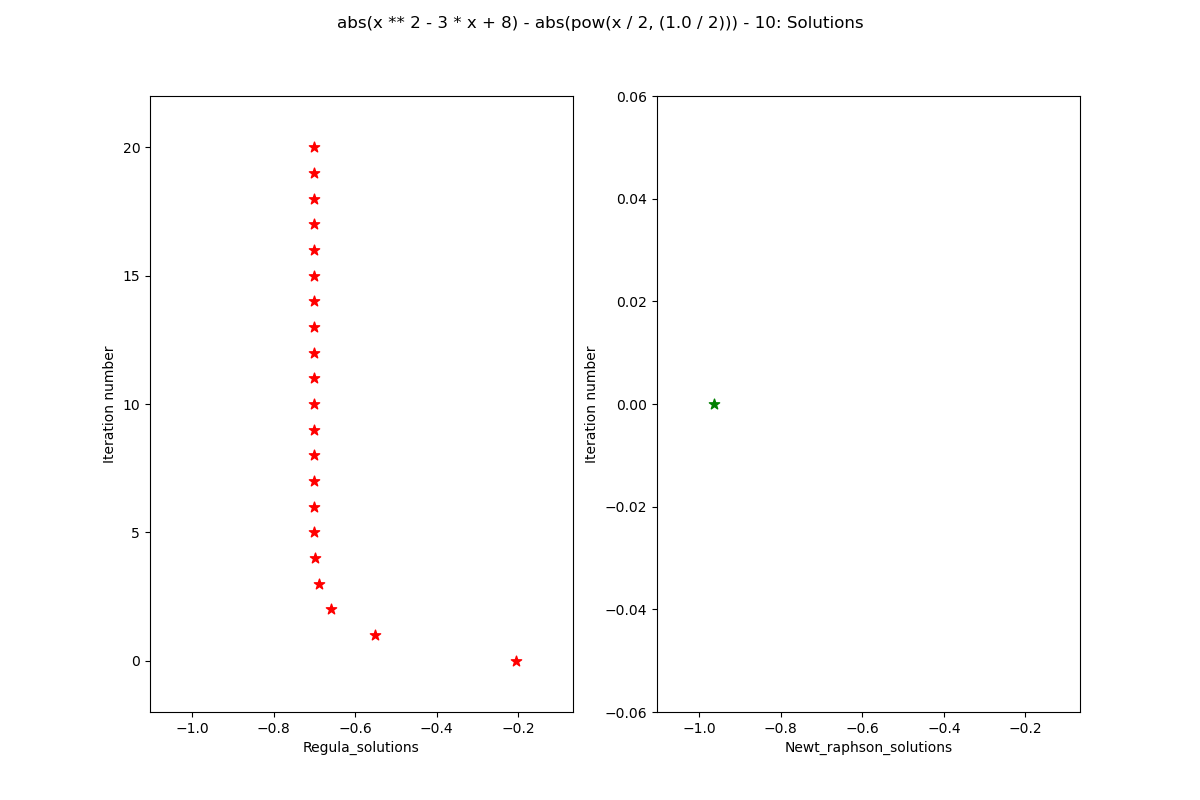 abs(x ** 2 - 3 * x + 8) - abs(pow(x / 2, (1.0 / 2))) - 10: Solutions
20
15
10
5
0
Iteration number
−1.0 −0.8 −0.6 −0.4 −0.2
Regula_solutions
0.06
0.04
0.02
0.00
−0.02
−0.04
−0.06
Iteration number
−1.0 −0.8 −0.6 −0.4 −0.2
Newt_raphson_solutions